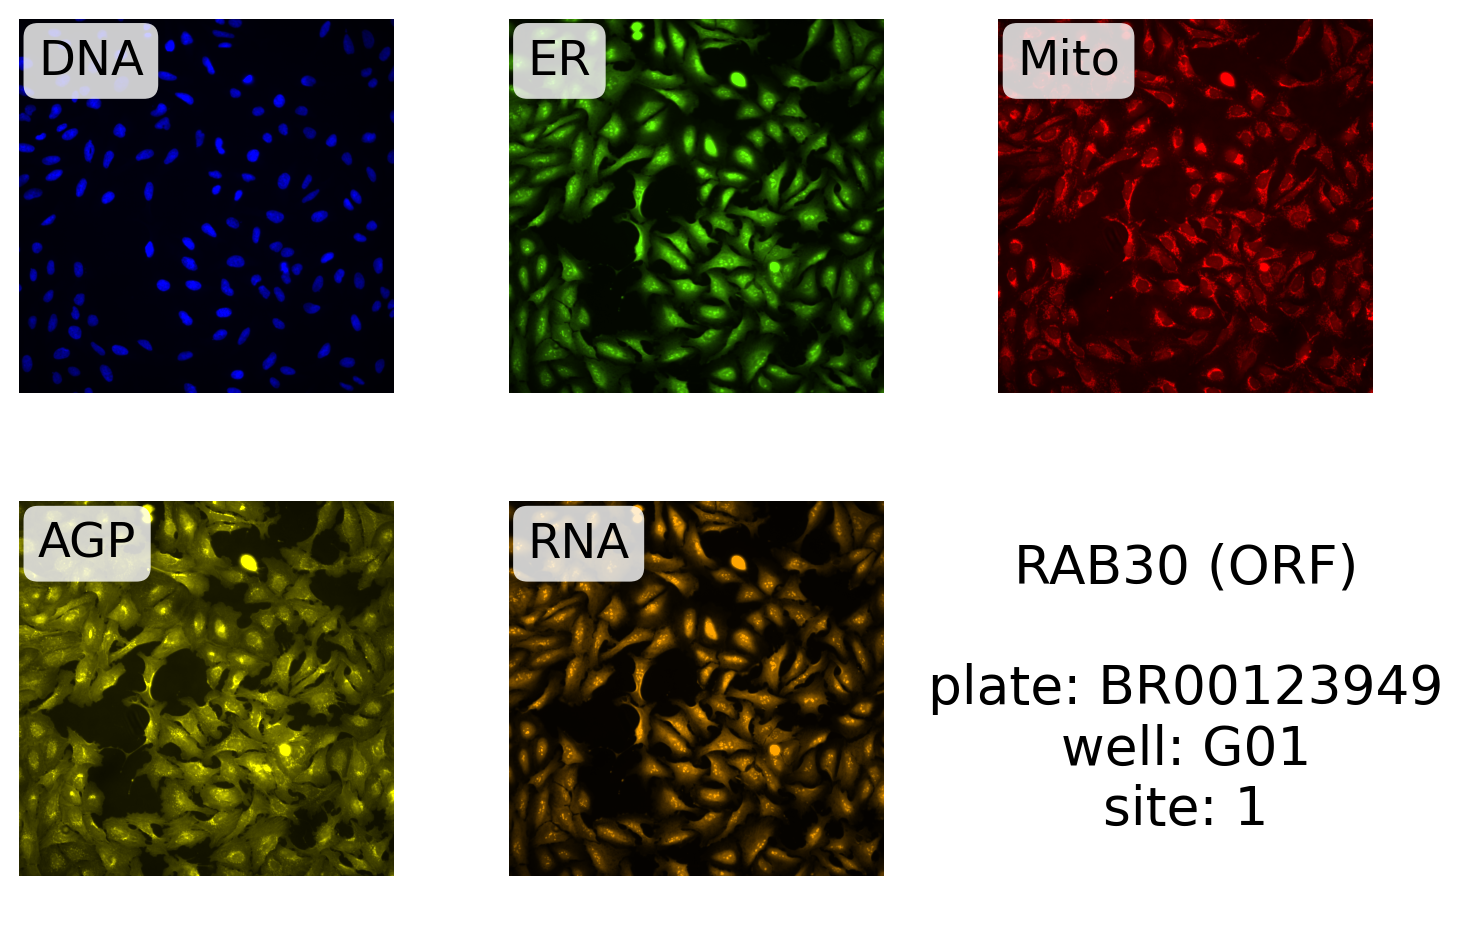 DNA
ER
Mito
AGP
RNA
RAB30 (ORF)
plate: BR00123949
well: G01
site: 1